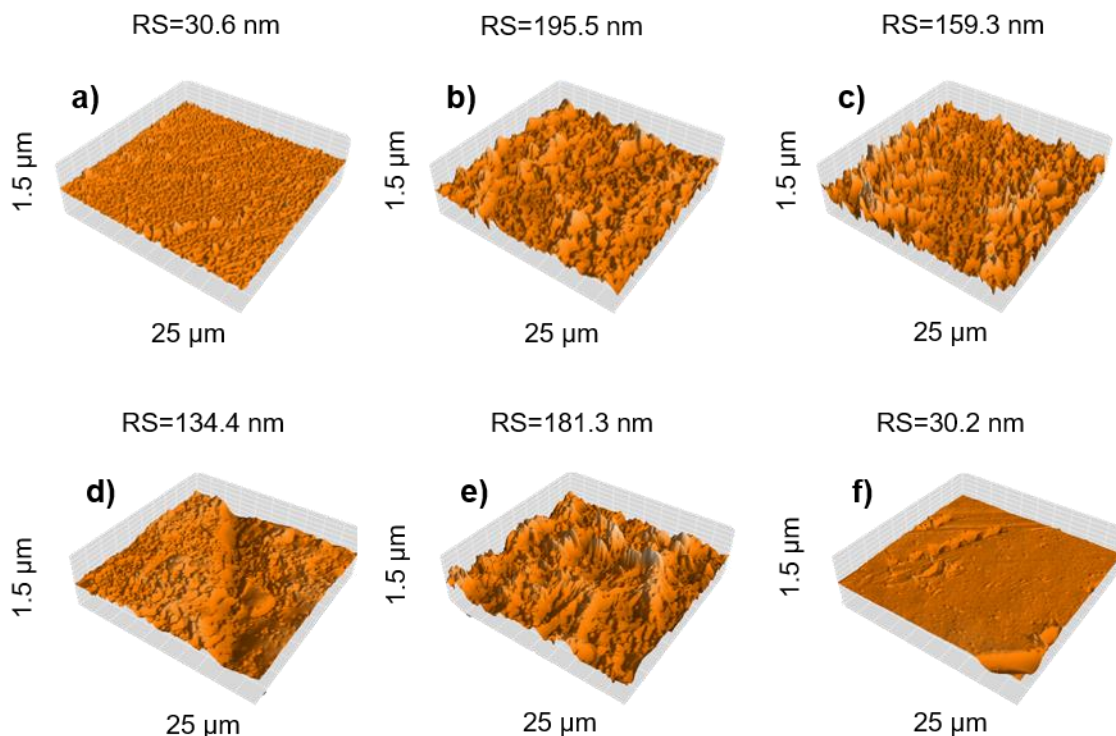 RS=30.6 nm RS=195.5 nm RS=159.3 nm
a) b) c)
1.5 µm 1.5 µm 1.5 µm
25 µm 25 µm 25 µm
RS=134.4 nm RS=181.3 nm RS=30.2 nm
d) e) f)
1.5 µm 1.5 µm 1.5 µm
25 µm 25 µm 25 µm